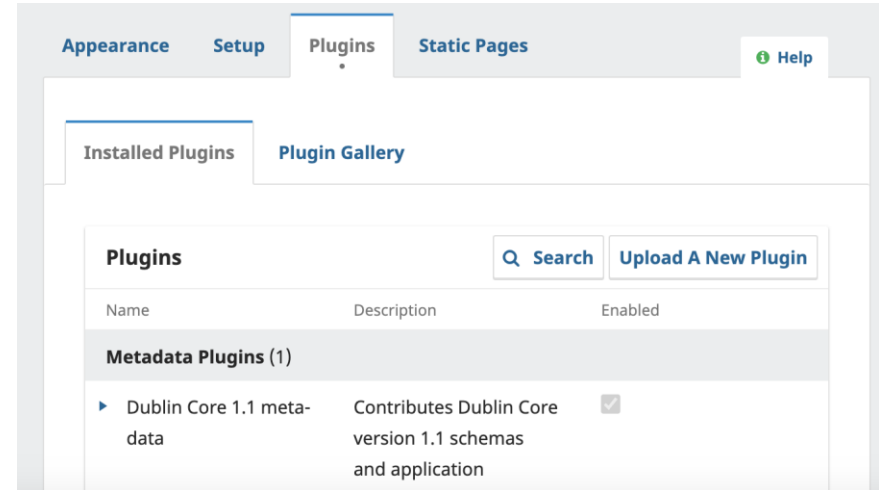 Appearance Setup Plugins Static Pages
Help
Installed Plugins Plugin Gallery
Plugins Search Upload A New Plugin
Name Description Enabled
Metadata Plugins (1)
Dublin Core 1.1 meta- Contributes Dublin Core
data version 1.1 schemas
and application